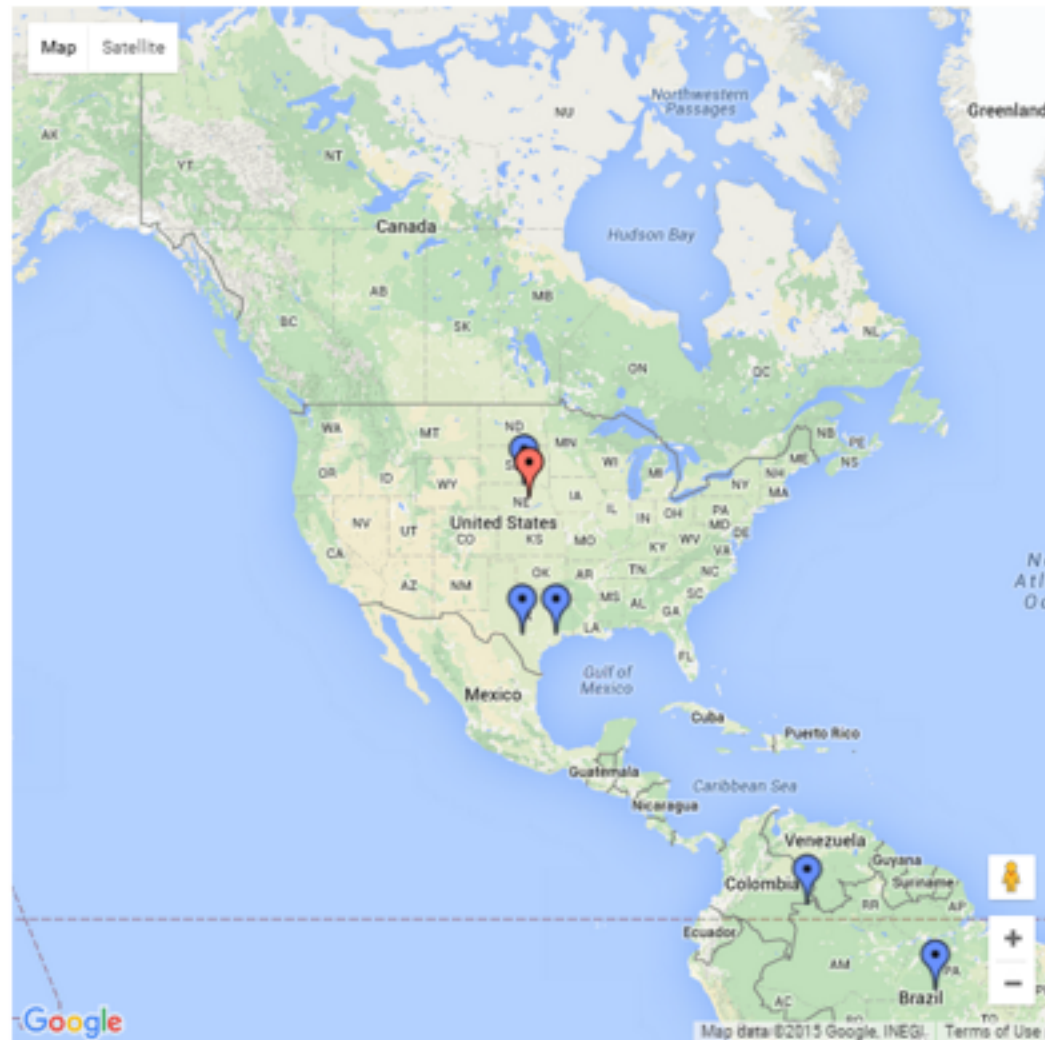 Map Satellite
Northwestern
Passages
Greenland
AK
YT
NT
NU
Canada
Hudson Bay
AB
MB
BC
SK
NL
ON
QC
WA
MT
ND
MN
NB
PE
OR
ID
WI
MI
ME
NS
WY
NH
NY
MA
IA
NE
IL
IN
OH
PA
NV
United States
MD
DE
UT
CO
KS
MO
WV
CA
KY
VA
TN
NC
AZ
NM
OK
AR
MS
AL
GA
SC
LA
FL
Gulf of
Mexico
Mexico
Cuba
Puerto Rico
Guatemala
Caribbean Sea
Nicaragua
Venezuela
Guyana
Colombia
Suriname
RR
AP
Ecuador
+
AM
PA
−
Brazil
AC
TO
Google
Map data ©2015 Google, INEGI
Terms of Use